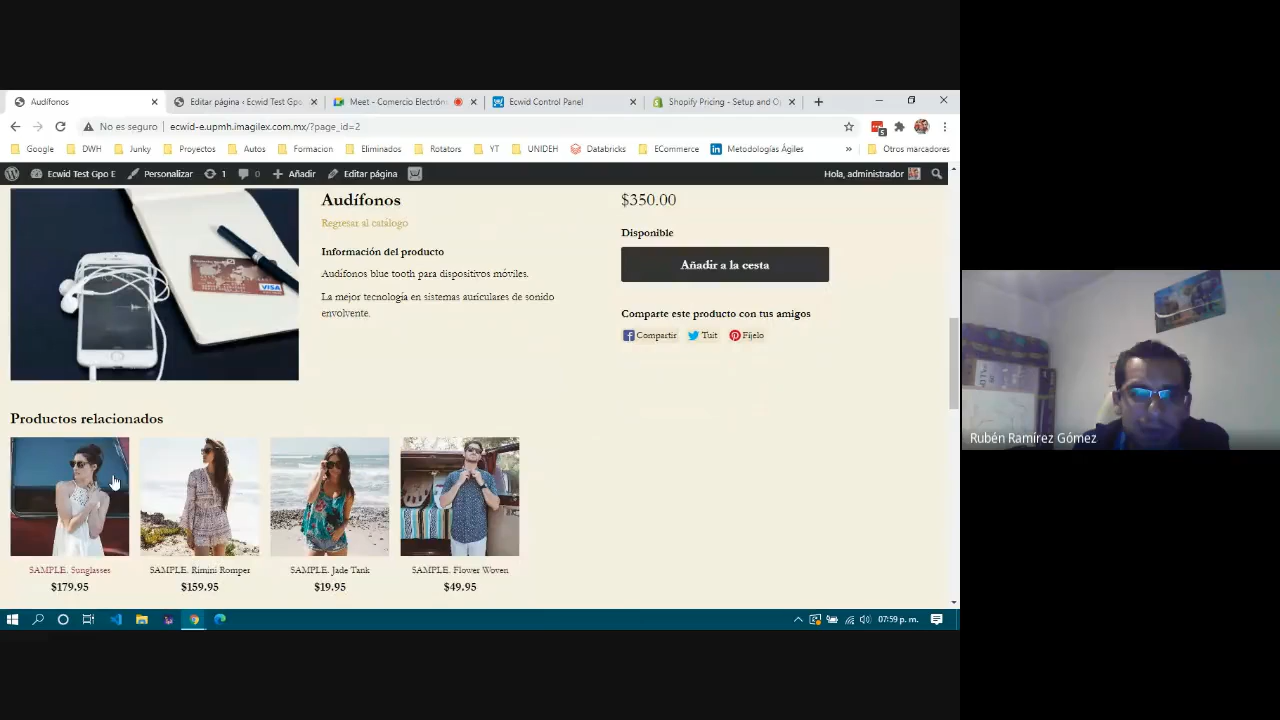 Audífonos
Editar página ‹ Ecwid Test Gpo
Meet - Comercio Electrón
Ecwid Control Panel
Shopify Pricing - Setup and O
No es seguro
ecwid-e.upmh.imagilex.com.mx/?page_id=2
Google
DWH
Junky
Proyectos
Autos
Formacion
Eliminados
Rotators
YT
UNIDEH
Databricks
ECommerce
Metodologías Ágiles
»
Otros marcadores
Ecwid Test Gpo E
Personalizar
1
0
Añadir
Editar página
Hola, administrador
VISA
Audífonos
Regresar al catálogo
Información del producto
Audífonos blue tooth para dispositivos móviles.
La mejor tecnología en sistemas auriculares de sonido
envolvente.
$350.00
Disponible
Añadir a la cesta
Comparte este producto con tus amigos
Compartir
Tuit
Fíjelo
Productos relacionados
SAMPLE. Sunglasses
$179.95
SAMPLE. Rimini Romper
$159.95
SAMPLE. Jade Tank
$19.95
SAMPLE. Flower Woven
$49.95
07:59 p. m.
Rubén Ramírez Gómez